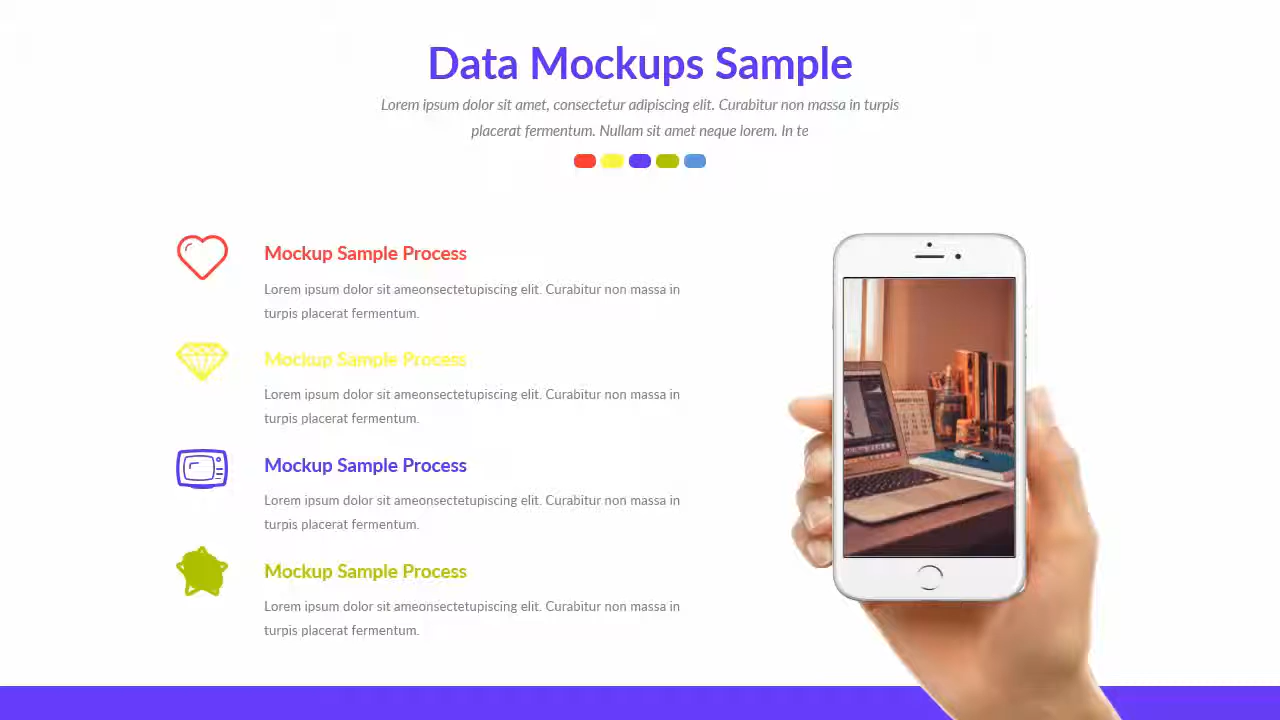 Data Mockups Sample
Lorem ipsum dolor sit amet, consectetur adipiscing elit. Curabitur non massa in turpis
placerat fermentum. Nullam sit amet neque lorem. In te
Mockup Sample Process
Lorem ipsum dolor sit ameonsectetupiscing elit. Curabitur non massa in
turpis placerat fermentum.
Mockup Sample Process
Lorem ipsum dolor sit ameonsectetupiscing elit. Curabitur non massa in
turpis placerat fermentum.
Mockup Sample Process
Lorem ipsum dolor sit ameonsectetupiscing elit. Curabitur non massa in
turpis placerat fermentum.
Mockup Sample Process
Lorem ipsum dolor sit ameonsectetupiscing elit. Curabitur non massa in
turpis placerat fermentum.